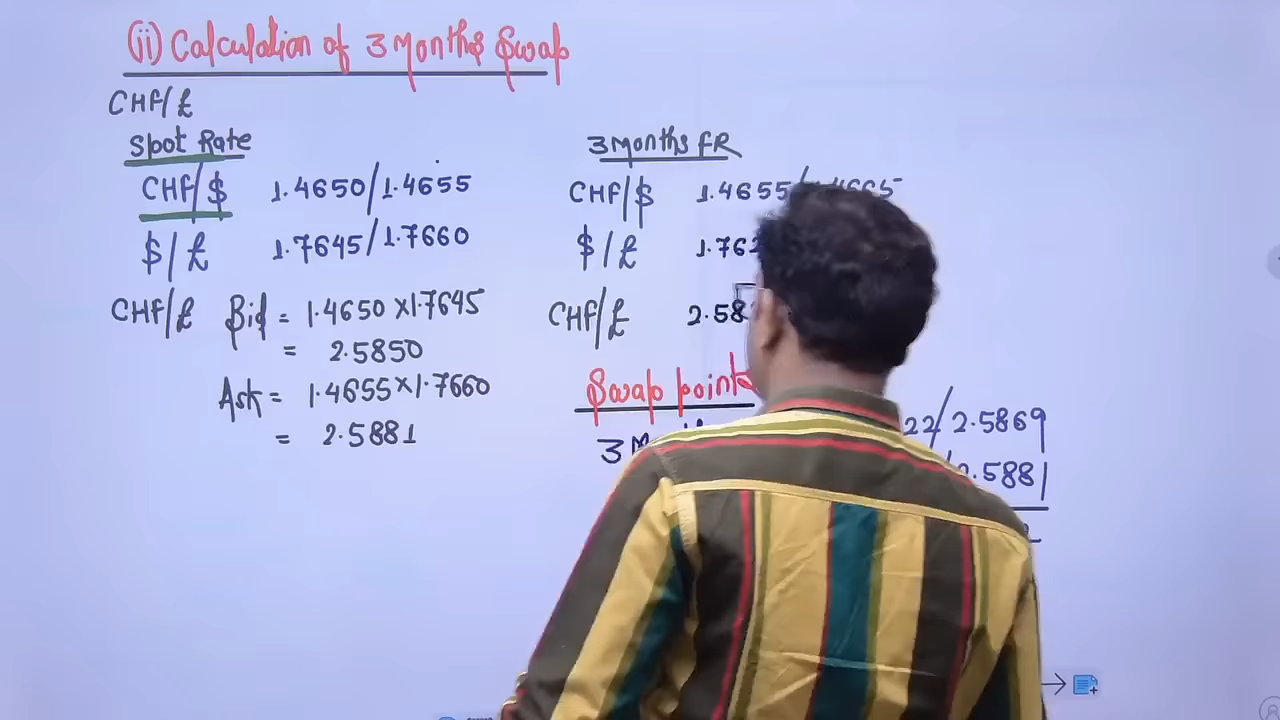 (ii) Calculation of 3 Months Swap
CHF/£
Spot Rate
CHF/$ 1.4650/1.4655
$/£ 1.7645/1.7660
CHF/£ Bid = 1.4650 x 1.7645
= 2.5850
Ask = 1.4655 x 1.7660
= 2.5881
3 Months FR
CHF/$ 1.4655/1.4665
$/£ 1.762
CHF/£ 2.58
Swap points
3 M 22/2.5869
/2.5881